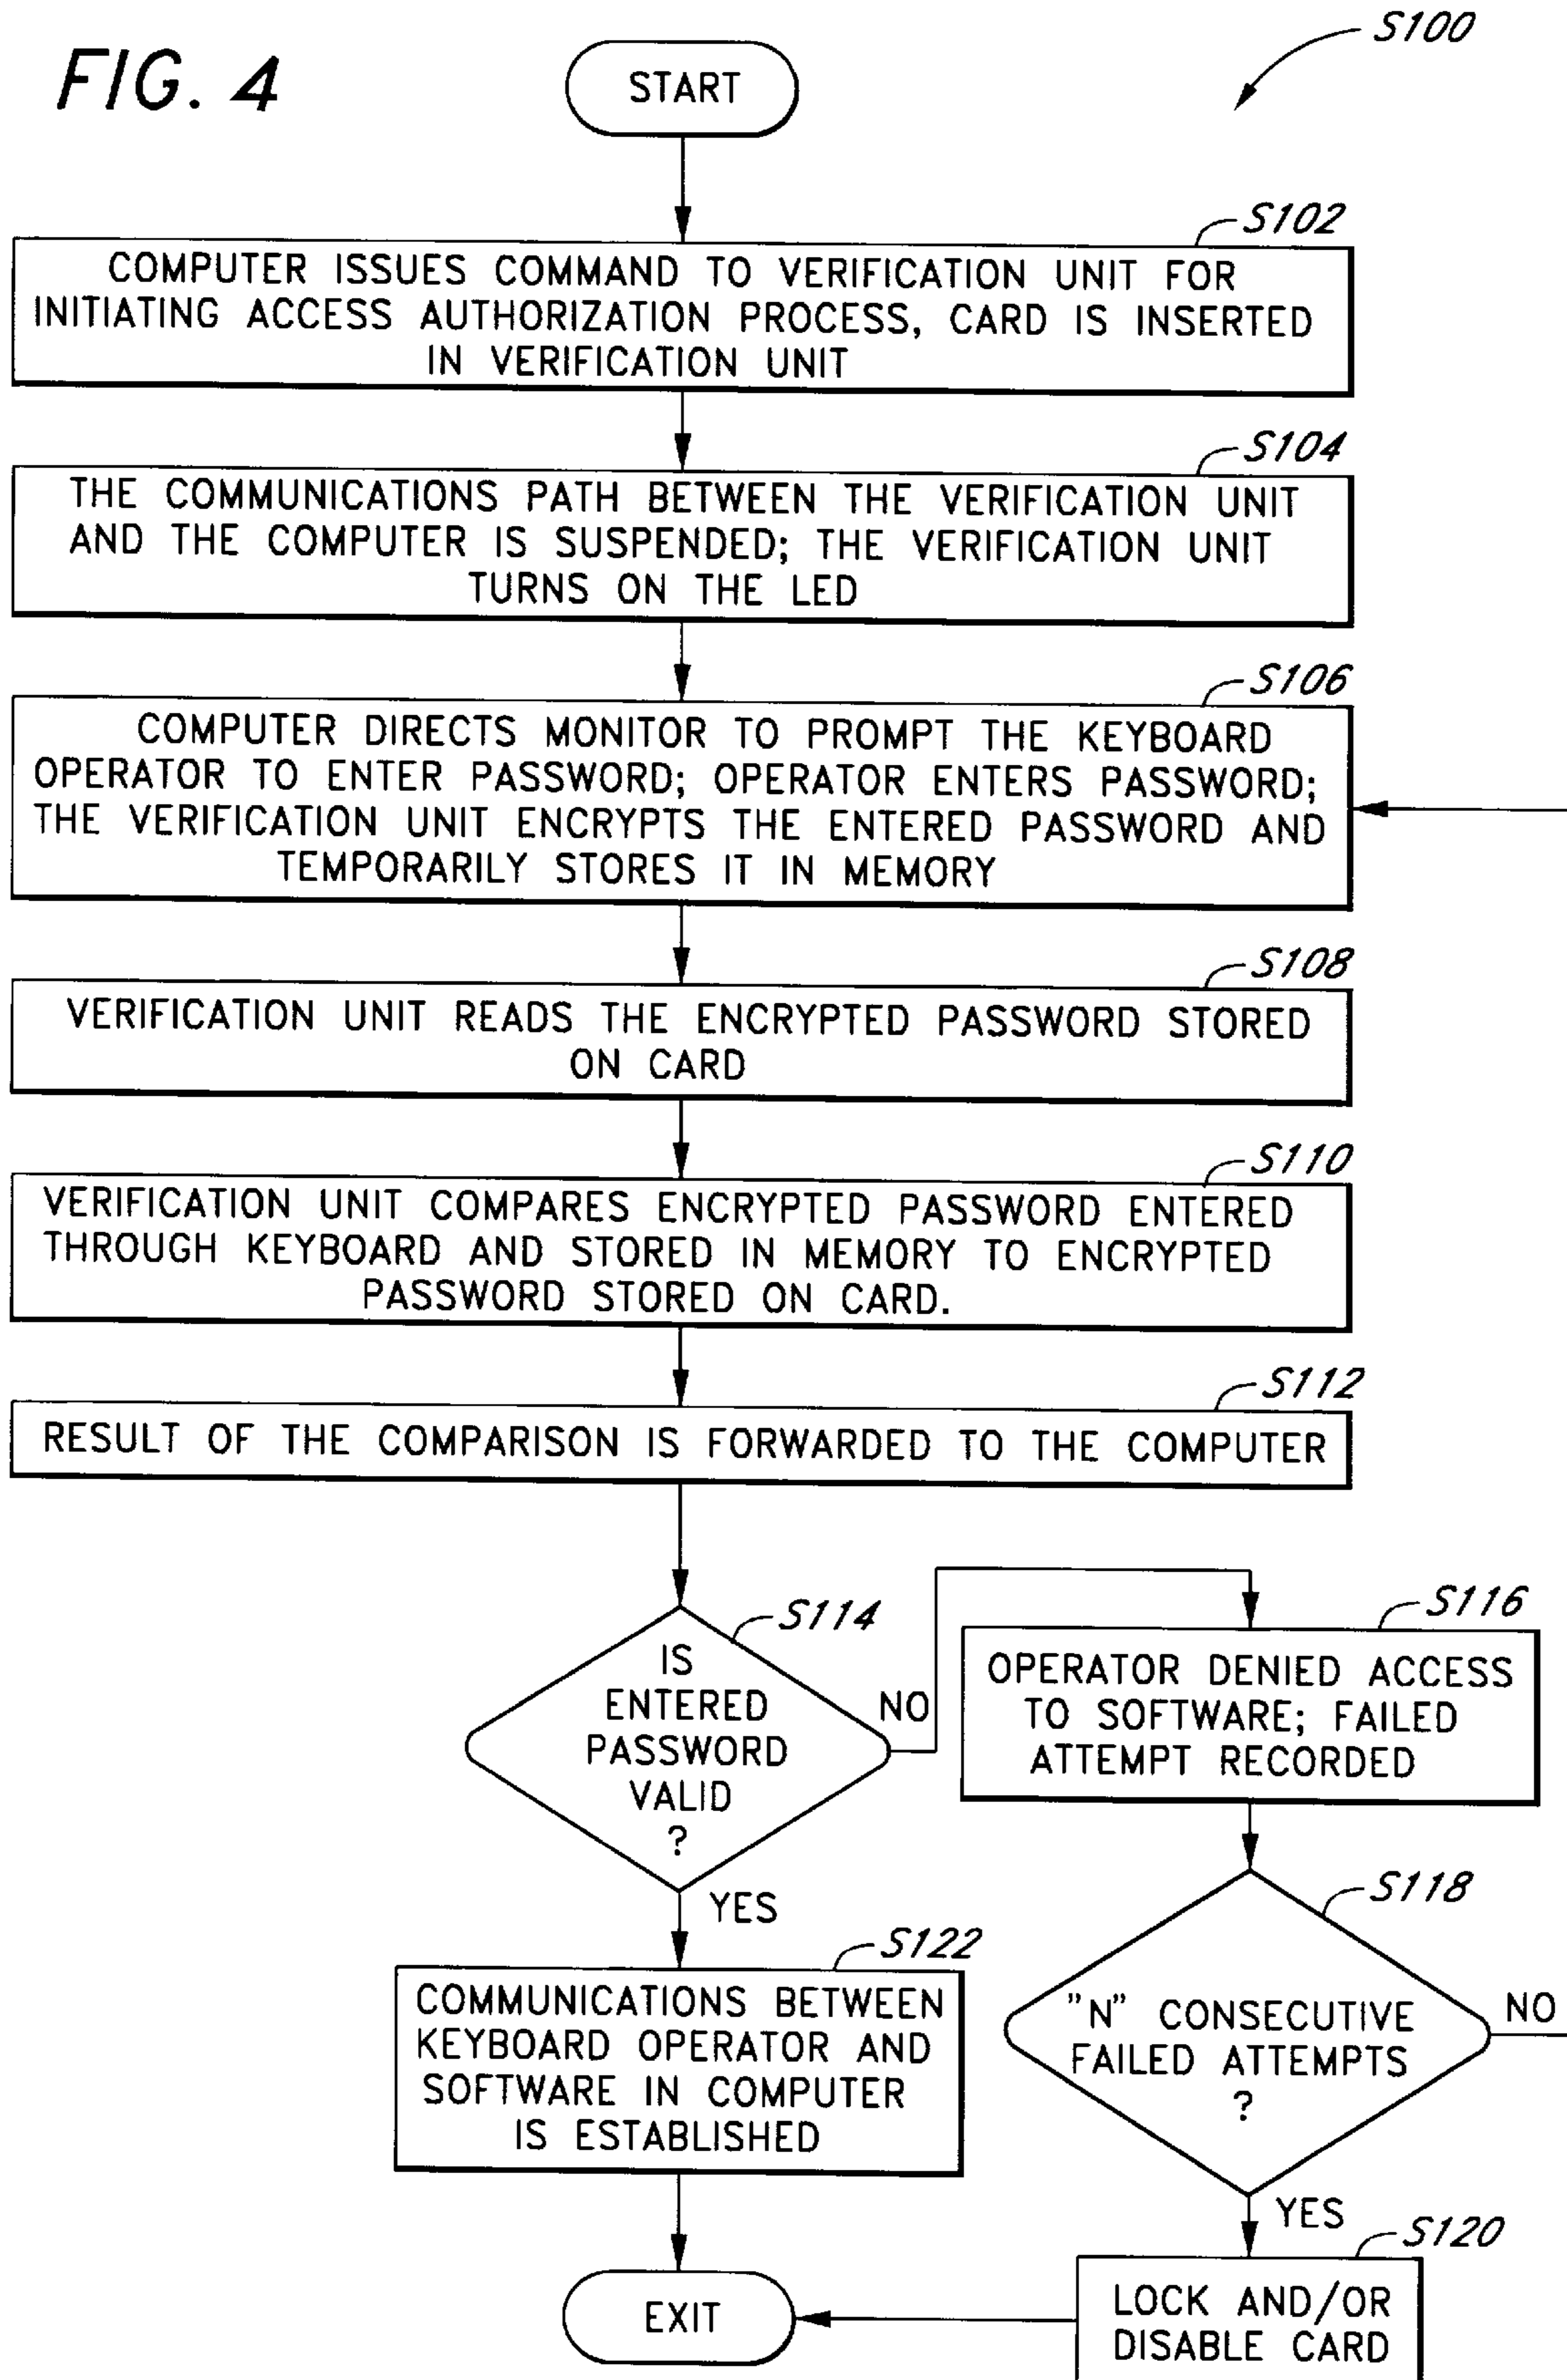 FIG. 4
S100
START
S102
COMPUTER ISSUES COMMAND TO VERIFICATION UNIT FOR
INITIATING ACCESS AUTHORIZATION PROCESS, CARD IS INSERTED
IN VERIFICATION UNIT
S104
THE COMMUNICATIONS PATH BETWEEN THE VERIFICATION UNIT
AND THE COMPUTER IS SUSPENDED; THE VERIFICATION UNIT
TURNS ON THE LED
S106
COMPUTER DIRECTS MONITOR TO PROMPT THE KEYBOARD
OPERATOR TO ENTER PASSWORD; OPERATOR ENTERS PASSWORD;
THE VERIFICATION UNIT ENCRYPTS THE ENTERED PASSWORD AND
TEMPORARILY STORES IT IN MEMORY
S108
VERIFICATION UNIT READS THE ENCRYPTED PASSWORD STORED
ON CARD
S110
VERIFICATION UNIT COMPARES ENCRYPTED PASSWORD ENTERED
THROUGH KEYBOARD AND STORED IN MEMORY TO ENCRYPTED
PASSWORD STORED ON CARD.
S112
RESULT OF THE COMPARISON IS FORWARDED TO THE COMPUTER
S114
IS
ENTERED
PASSWORD
VALID
?
NO
YES
S116
OPERATOR DENIED ACCESS
TO SOFTWARE; FAILED
ATTEMPT RECORDED
S118
"N" CONSECUTIVE
FAILED ATTEMPTS
?
NO
YES
S122
COMMUNICATIONS BETWEEN
KEYBOARD OPERATOR AND
SOFTWARE IN COMPUTER
IS ESTABLISHED
S120
LOCK AND/OR
DISABLE CARD
EXIT